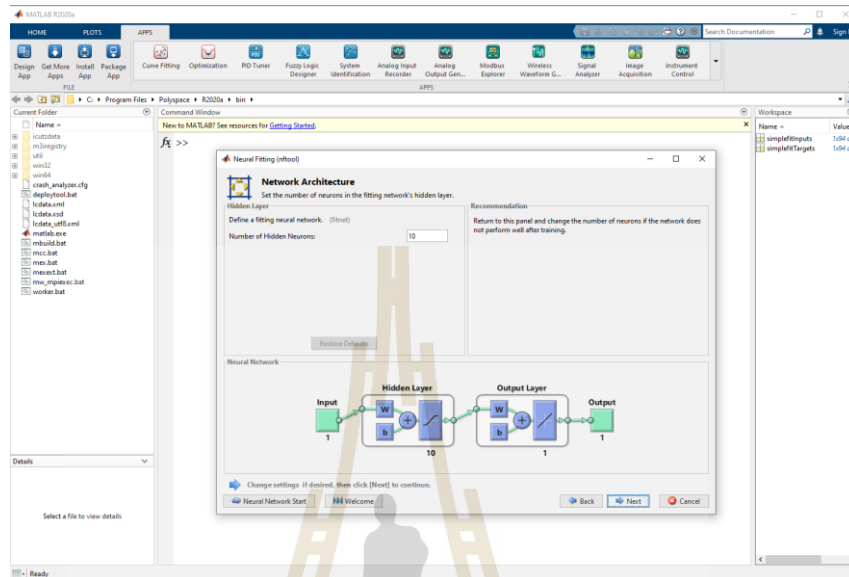 MATLAB R2020a
HOME PLOTS APPS
Search Documentation
Sign
Design App
Get More Apps
Install App
Package App
Curve Fitting
Optimization
PID Tuner
Fuzzy Logic Designer
System Identification
Analog Input Recorder
Analog Output Gen...
Modbus Explorer
Wireless Waveform G...
Signal Analyzer
Image Acquisition
Instrument Control
FILE
APPS
C: Program Files Polyspace R2020a bin
Current Folder
Name
icutzdata
m3iregistry
util
win32
win64
crash_analyzer.cfg
deploytool.bat
lcdata.xml
lcdata.xsd
lcdata_utf8.xml
matlab.exe
mbuild.bat
mcc.bat
mex.bat
mexext.bat
mw_mpiexec.bat
worker.bat
Details
Select a file to view details
Command Window
New to MATLAB? See resources for Getting Started.
fx >>
Workspace
Name Value
simplefitInputs 1x94
simplefitTargets 1x94
Neural Fitting (nftool)
Network Architecture
Set the number of neurons in the fitting network's hidden layer.
Hidden Layer
Define a fitting neural network. (fitnet)
Number of Hidden Neurons: 10
Restore Defaults
Recommendation
Return to this panel and change the number of neurons if the network does
not perform well after training.
Neural Network
Hidden Layer Output Layer
Input Output
W W
b b
1 10 1 1
Change settings if desired, then click [Next] to continue.
Neural Network Start
Welcome
Back
Next
Cancel
Ready